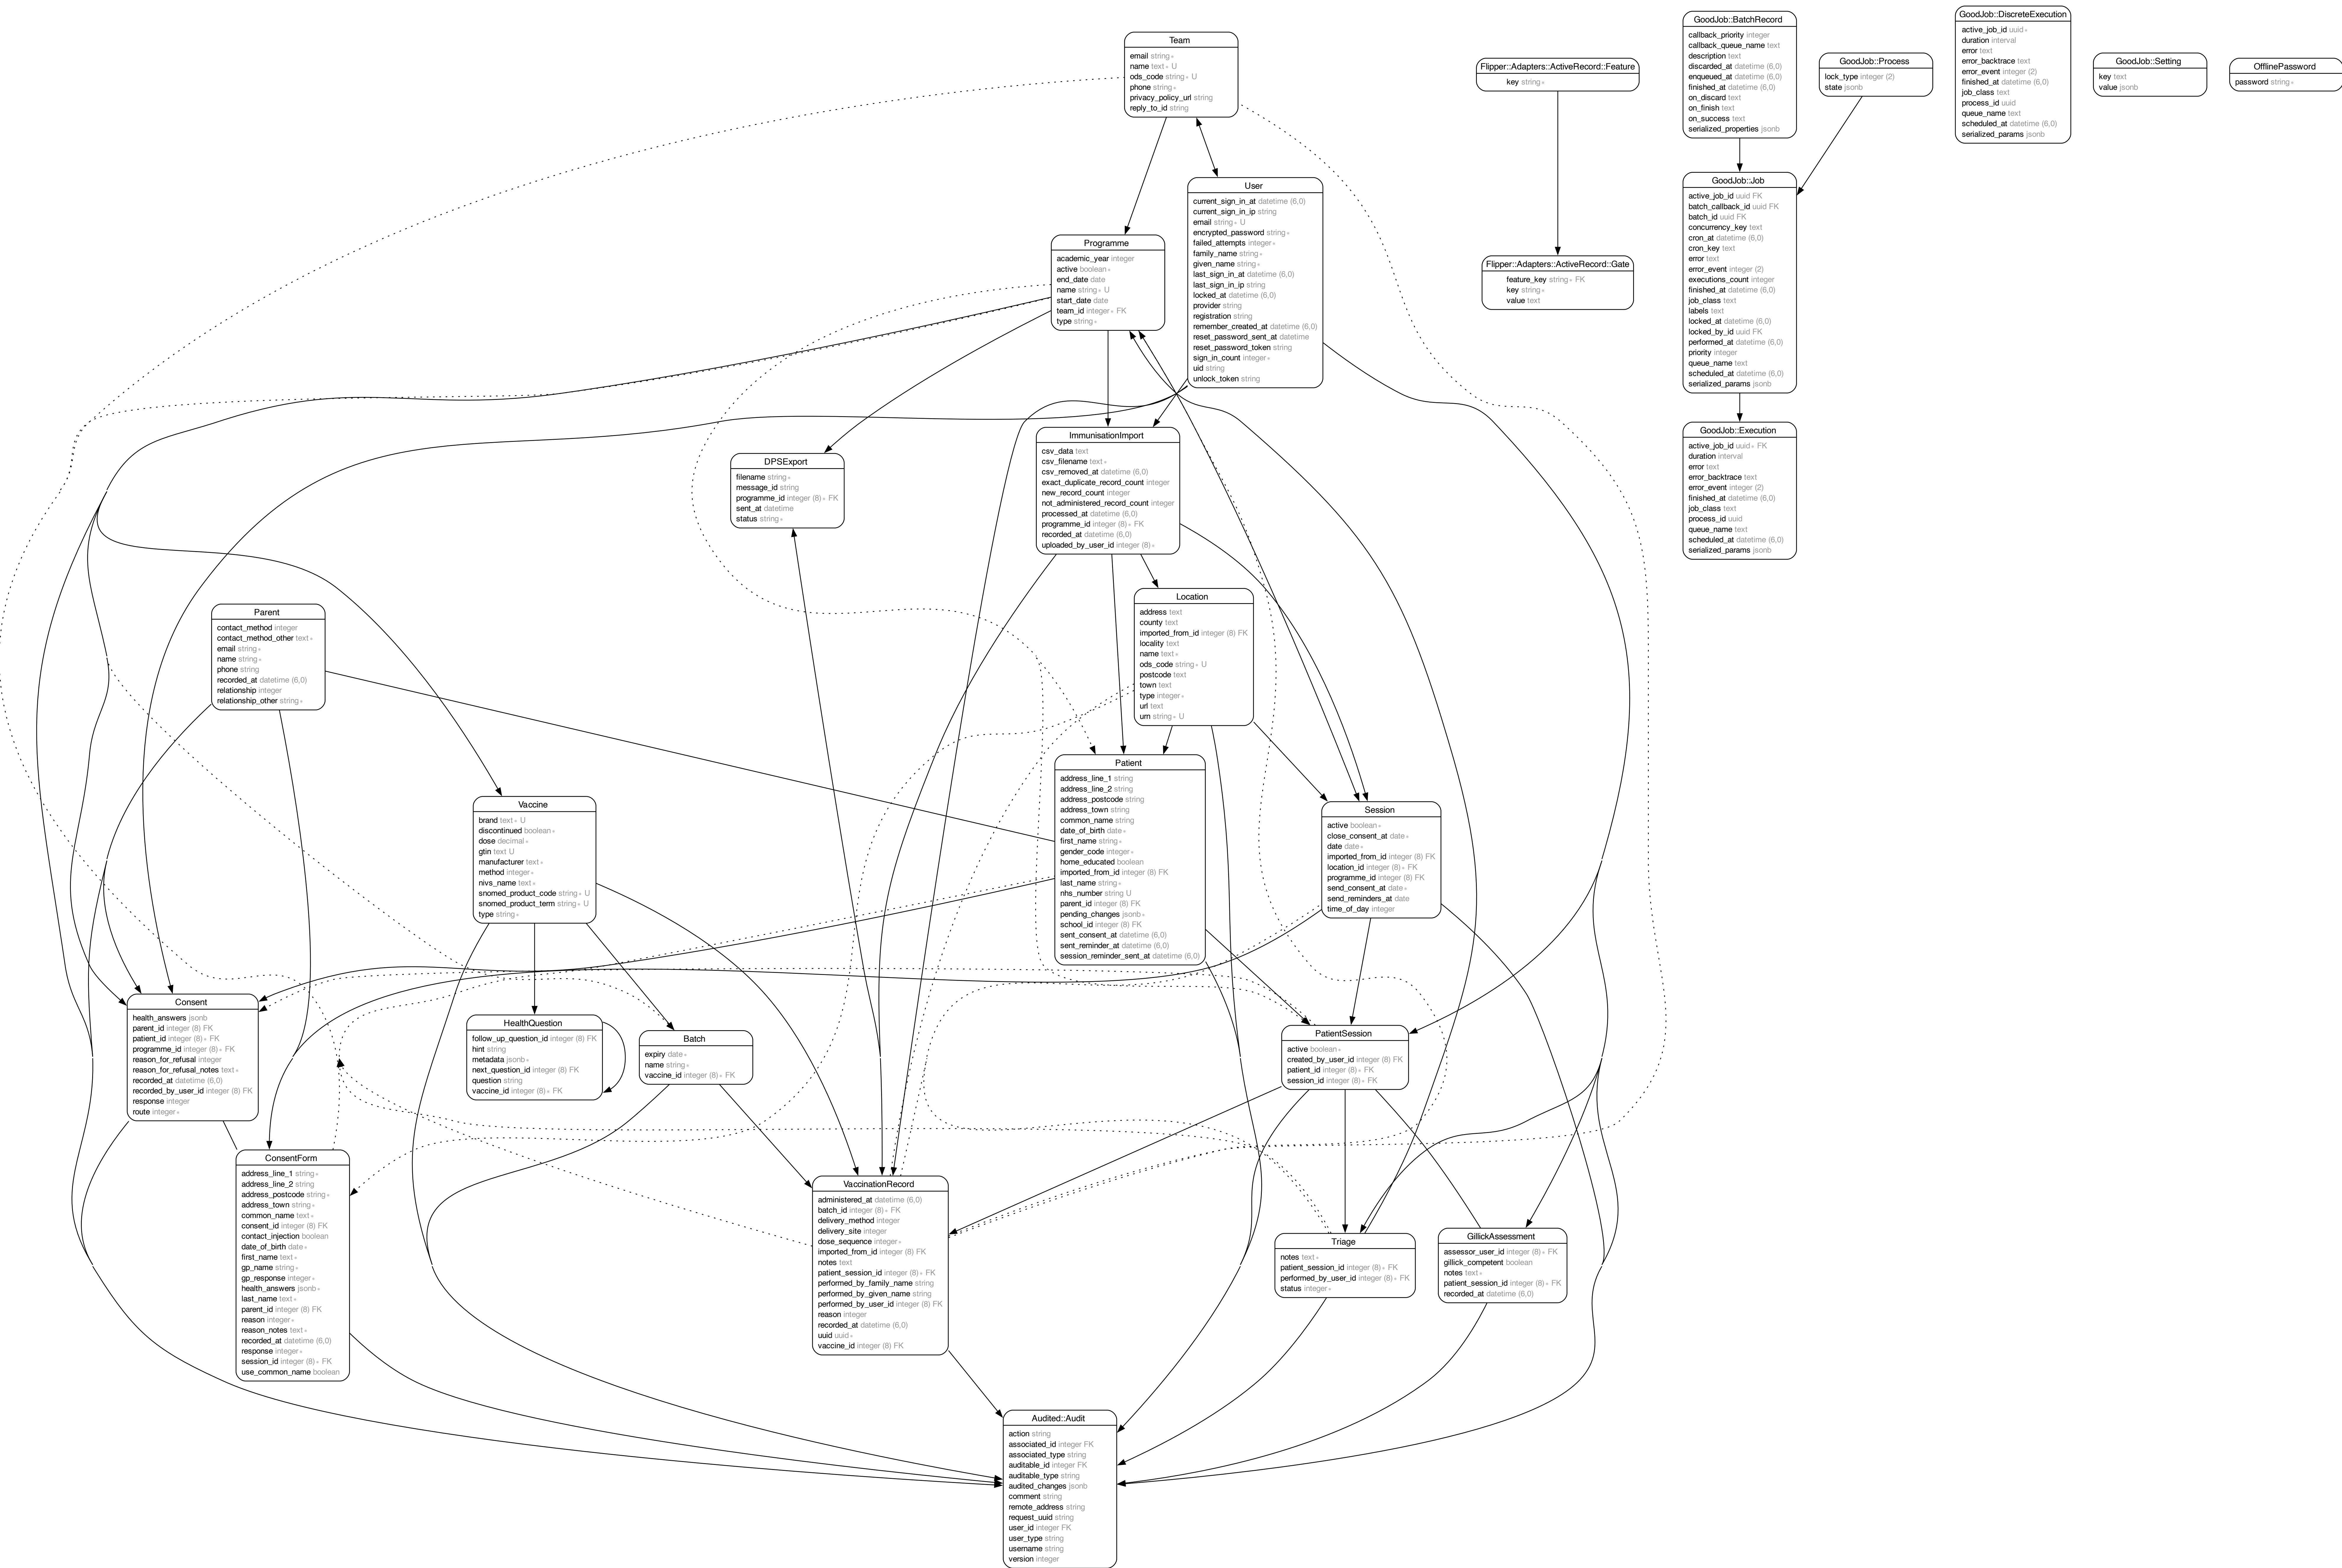 Team
email string ∗
name text ∗ U
ods_code string ∗ U
phone string ∗
privacy_policy_url string
reply_to_id string
User
current_sign_in_at datetime (6,0)
current_sign_in_ip string
email string ∗ U
encrypted_password string ∗
failed_attempts integer ∗
family_name string ∗
given_name string ∗
last_sign_in_at datetime (6,0)
last_sign_in_ip string
locked_at datetime (6,0)
provider string
registration string
remember_created_at datetime (6,0)
reset_password_sent_at datetime
reset_password_token string
sign_in_count integer ∗
uid string
unlock_token string
Programme
academic_year integer
active boolean ∗
end_date date
name string ∗ U
start_date date
team_id integer ∗ FK
type string ∗
Flipper::Adapters::ActiveRecord::Feature
key string ∗
Flipper::Adapters::ActiveRecord::Gate
feature_key string ∗ FK
key string ∗
value text
GoodJob::BatchRecord
callback_priority integer
callback_queue_name text
description text
discarded_at datetime (6,0)
enqueued_at datetime (6,0)
finished_at datetime (6,0)
on_discard text
on_finish text
on_success text
serialized_properties jsonb
GoodJob::Process
lock_type integer (2)
state jsonb
GoodJob::DiscreteExecution
active_job_id uuid ∗
duration interval
error text
error_backtrace text
error_event integer (2)
finished_at datetime (6,0)
job_class text
process_id uuid
queue_name text
scheduled_at datetime (6,0)
serialized_params jsonb
GoodJob::Setting
key text
value jsonb
OfflinePassword
password string ∗
GoodJob::Job
active_job_id uuid FK
batch_callback_id uuid FK
batch_id uuid FK
concurrency_key text
cron_at datetime (6,0)
cron_key text
error text
error_event integer (2)
executions_count integer
finished_at datetime (6,0)
job_class text
labels text
locked_at datetime (6,0)
locked_by_id uuid FK
performed_at datetime (6,0)
priority integer
queue_name text
scheduled_at datetime (6,0)
serialized_params jsonb
GoodJob::Execution
active_job_id uuid ∗ FK
duration interval
error text
error_backtrace text
error_event integer (2)
finished_at datetime (6,0)
job_class text
process_id uuid
queue_name text
scheduled_at datetime (6,0)
serialized_params jsonb
DPSExport
filename string ∗
message_id string
programme_id integer (8) ∗ FK
sent_at datetime
status string ∗
ImmunisationImport
csv_data text
csv_filename text ∗
csv_removed_at datetime (6,0)
exact_duplicate_record_count integer
new_record_count integer
not_administered_record_count integer
processed_at datetime (6,0)
programme_id integer (8) ∗ FK
recorded_at datetime (6,0)
uploaded_by_user_id integer (8) ∗
Location
address text
county text
imported_from_id integer (8) FK
locality text
name text ∗
ods_code string ∗ U
postcode text
town text
type integer ∗
url text
urn string ∗ U
Parent
contact_method integer
contact_method_other text ∗
email string ∗
name string ∗
phone string
recorded_at datetime (6,0)
relationship integer
relationship_other string ∗
Patient
address_line_1 string
address_line_2 string
address_postcode string
address_town string
common_name string
date_of_birth date ∗
first_name string ∗
gender_code integer ∗
home_educated boolean
imported_from_id integer (8) FK
last_name string ∗
nhs_number string U
parent_id integer (8) FK
pending_changes jsonb ∗
school_id integer (8) FK
sent_consent_at datetime (6,0)
sent_reminder_at datetime (6,0)
session_reminder_sent_at datetime (6,0)
Vaccine
brand text ∗ U
discontinued boolean ∗
dose decimal ∗
gtin text U
manufacturer text ∗
method integer ∗
nivs_name text ∗
snomed_product_code string ∗ U
snomed_product_term string ∗ U
type string ∗
Session
active boolean ∗
close_consent_at date ∗
date date ∗
imported_from_id integer (8) FK
location_id integer (8) ∗ FK
programme_id integer (8) FK
send_consent_at date ∗
send_reminders_at date
time_of_day integer
Consent
health_answers jsonb
parent_id integer (8) FK
patient_id integer (8) ∗ FK
programme_id integer (8) ∗ FK
reason_for_refusal integer
reason_for_refusal_notes text ∗
recorded_at datetime (6,0)
recorded_by_user_id integer (8) FK
response integer
route integer ∗
HealthQuestion
follow_up_question_id integer (8) FK
hint string
metadata jsonb ∗
next_question_id integer (8) FK
question string
vaccine_id integer (8) ∗ FK
Batch
expiry date ∗
name string ∗
vaccine_id integer (8) ∗ FK
PatientSession
active boolean ∗
created_by_user_id integer (8) FK
patient_id integer (8) ∗ FK
session_id integer (8) ∗ FK
ConsentForm
address_line_1 string ∗
address_line_2 string
address_postcode string ∗
address_town string ∗
common_name text ∗
consent_id integer (8) FK
contact_injection boolean
date_of_birth date ∗
first_name text ∗
gp_name string ∗
gp_response integer ∗
health_answers jsonb ∗
last_name text ∗
parent_id integer (8) FK
reason integer ∗
reason_notes text ∗
recorded_at datetime (6,0)
response integer ∗
session_id integer (8) ∗ FK
use_common_name boolean
VaccinationRecord
administered_at datetime (6,0)
batch_id integer (8) ∗ FK
delivery_method integer
delivery_site integer
dose_sequence integer ∗
imported_from_id integer (8) FK
notes text
patient_session_id integer (8) ∗ FK
performed_by_family_name string
performed_by_given_name string
performed_by_user_id integer (8) FK
reason integer
recorded_at datetime (6,0)
uuid uuid ∗
vaccine_id integer (8) FK
Triage
notes text ∗
patient_session_id integer (8) ∗ FK
performed_by_user_id integer (8) ∗ FK
status integer ∗
GillickAssessment
assessor_user_id integer (8) ∗ FK
gillick_competent boolean
notes text ∗
patient_session_id integer (8) ∗ FK
recorded_at datetime (6,0)
Audited::Audit
action string
associated_id integer FK
associated_type string
auditable_id integer FK
auditable_type string
audited_changes jsonb
comment string
remote_address string
request_uuid string
user_id integer FK
user_type string
username string
version integer